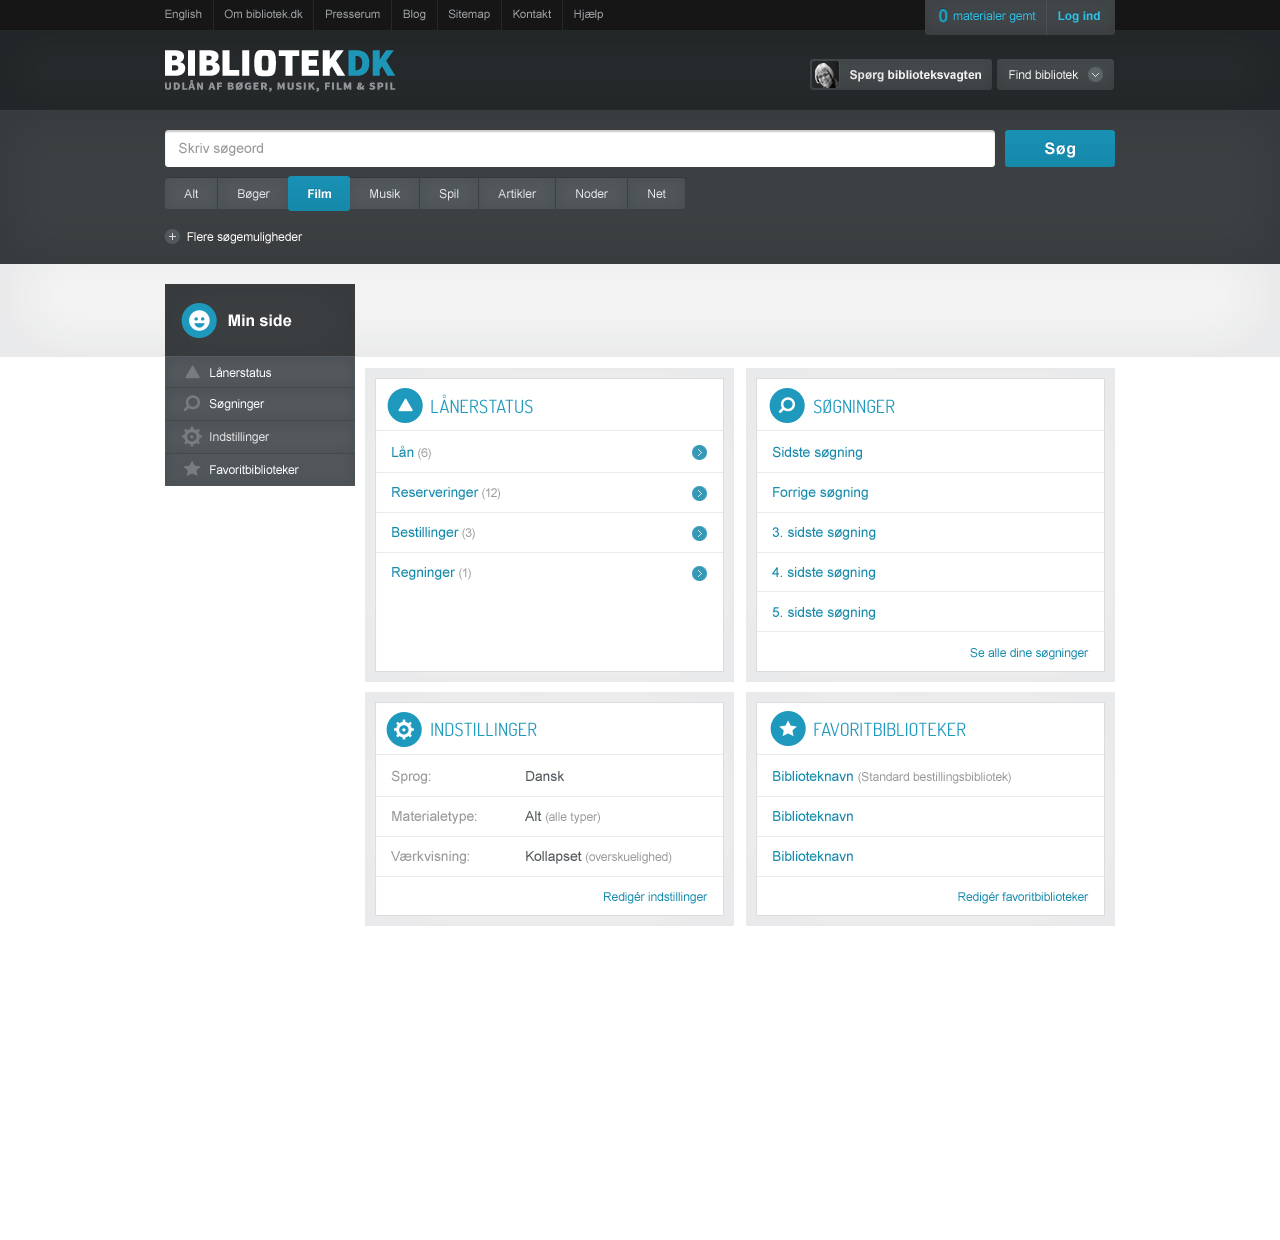 English Om bibliotek.dk Presserum Blog Sitemap Kontakt Hjælp
0 materialer gemt Log ind
BIBLIOTEKDK
UDLÅN AF BØGER, MUSIK, FILM & SPIL
Spørg biblioteksvagten Find bibliotek
Skriv søgeord Søg
Alt Bøger Film Musik Spil Artikler Noder Net
Flere søgemuligheder
Min side
Lånerstatus
Søgninger
Indstillinger
Favoritbiblioteker
LÅNERSTATUS
Lån (6)
Reserveringer (12)
Bestillinger (3)
Regninger (1)
SØGNINGER
Sidste søgning
Forrige søgning
3. sidste søgning
4. sidste søgning
5. sidste søgning
Se alle dine søgninger
INDSTILLINGER
Sprog: Dansk
Materialetype: Alt (alle typer)
Værkvisning: Kollapset (overskuelighed)
Redigér indstillinger
FAVORITBIBLIOTEKER
Biblioteknavn (Standard bestillingsbibliotek)
Biblioteknavn
Biblioteknavn
Redigér favoritbiblioteker